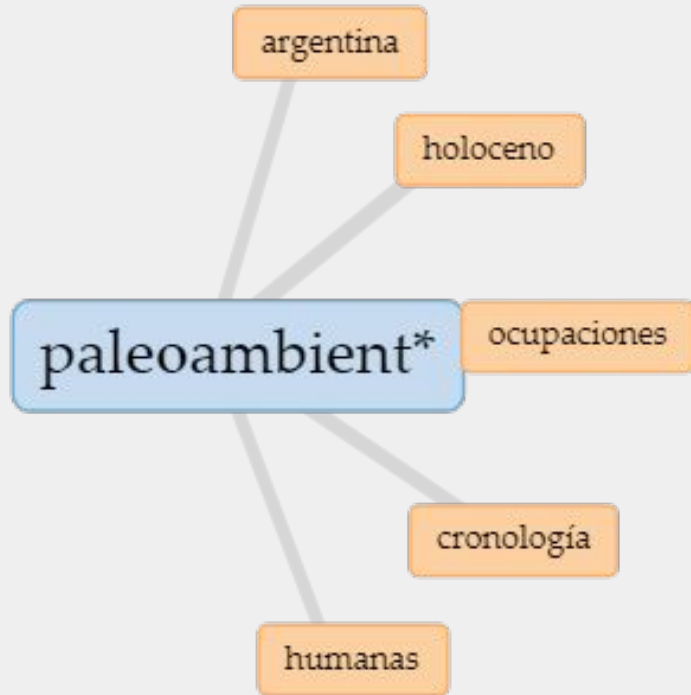 argentina
holoceno
paleoambient*
ocupaciones
cronología
humanas